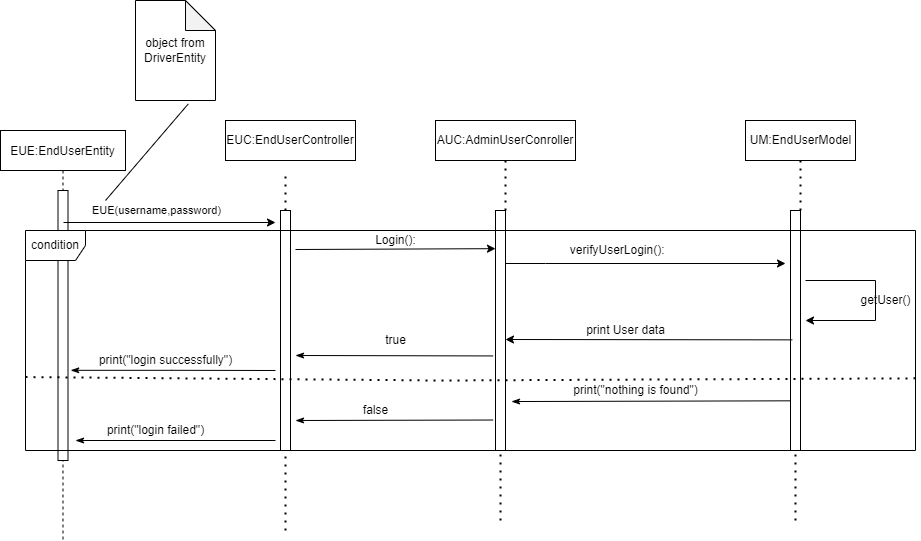 object from
DriverEntity
EUE:EndUserEntity
EUC:EndUserController
AUC:AdminUserConroller
UM:EndUserModel
EUE(username,password)
condition
Login():
verifyUserLogin():
getUser()
print User data
true
print("login successfully")
print("nothing is found")
false
print("login failed")